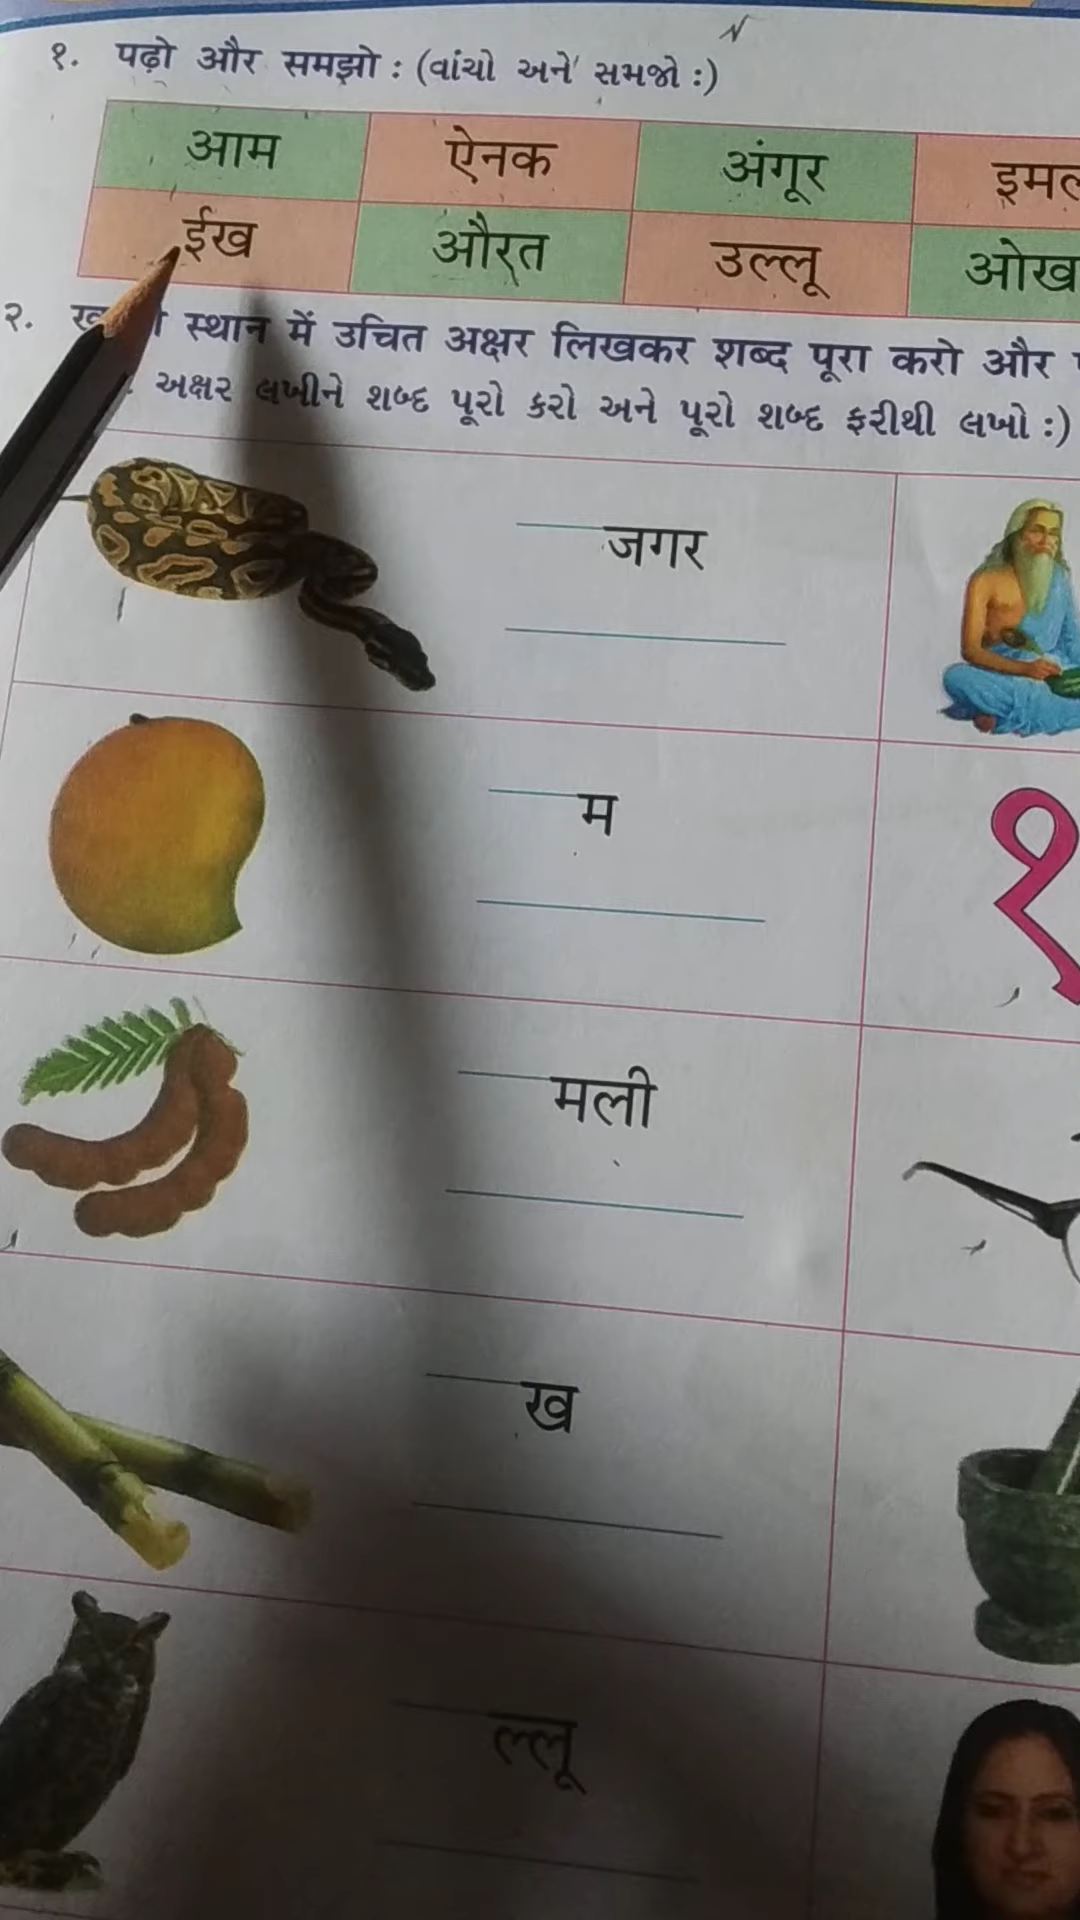 १. पढ़ो और समझो : (વાંચો અને સમજો :)
आम ऐनक अंगूर
ईख औरत उल्लू
२. स्थान में उचित अक्षर लिखकर शब्द पूरा करो और
અક્ષર લખીને શબ્દ પૂરો કરો અને પૂરો શબ્દ ફરીથી લખો :)
जगर
म
१
मली
ख
ल्लू